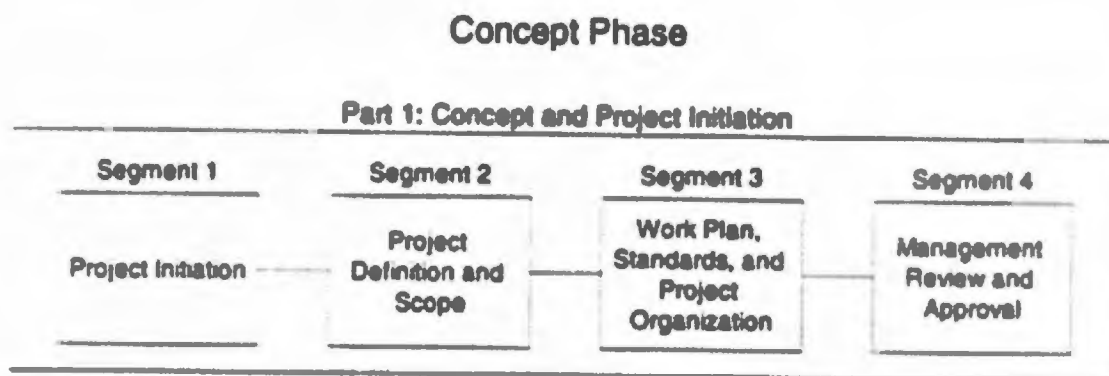 Concept Phase
Part 1: Concept and Project Initiation
Segment 1
Segment 2
Segment 3
Segment 4
Project Initiation
Project
Definition and
Scope
Work Plan,
Standards, and
Project
Organization
Management
Review and
Approval